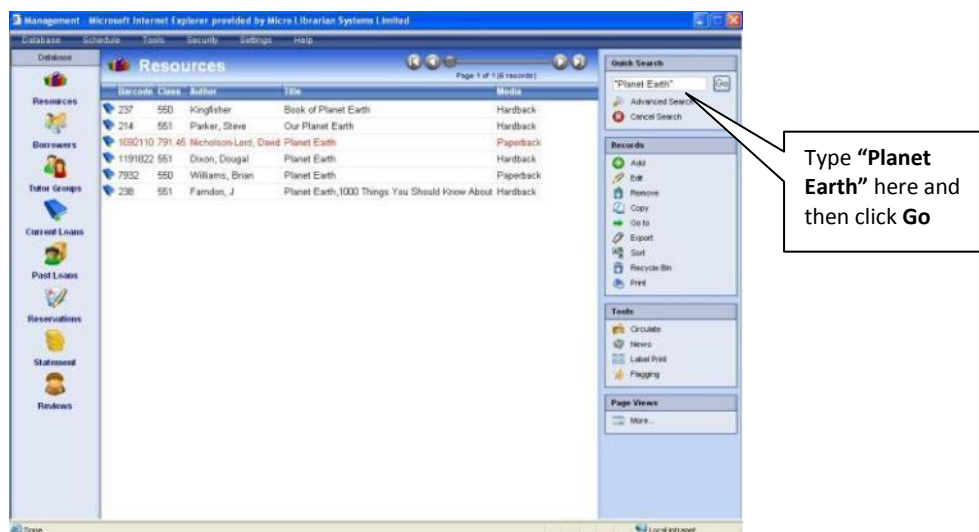 Management - Microsoft Internet Explorer provided by Micro Librarian Systems Limited
Database Schedule Tools Security Settings Help
Database
Resources
Borrowers
Tutor Groups
Current Loans
Past Loans
Reservations
Statement
Reviews
Resources
Page 1 of 1(6 records)
Barcode Class Author Title Media
237 550 Kingfisher Book of Planet Earth Hardback
214 551 Parker, Steve Our Planet Earth Hardback
1092110 791.45 Nicholson-Lord, David Planet Earth Paperback
1191822 551 Dixon, Dougal Planet Earth Hardback
7932 550 Williams, Brian Planet Earth Paperback
238 551 Farndon, J Planet Earth,1000 Things You Should Know About Hardback
Quick Search
"Planet Earth" Go
Advanced Search
Cancel Search
Records
Add
Edit
Remove
Copy
Go to
Export
Sort
Recycle Bin
Print
Tools
Circulate
News
Label Print
Flagging
Page Views
More...
Type “Planet
Earth” here and
then click Go
Done
Local intranet